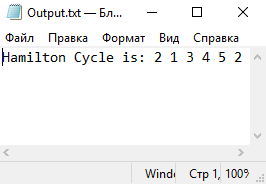 Output.txt — Бл...
Файл Правка Формат Вид Справка
Hamilton Cycle is: 2 1 3 4 5 2
Windo Стр 1, 100%